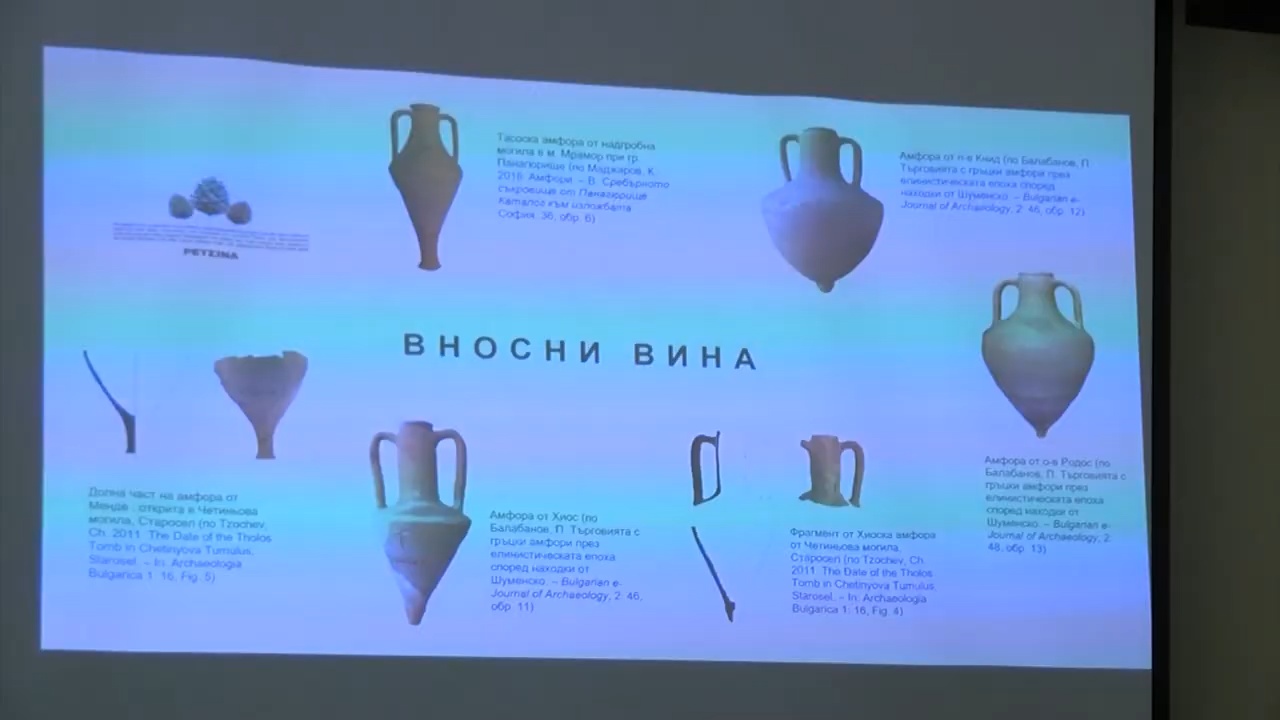 Тасоска амфора от надгробна
могила в м. Мрамор при гр.
Панагюрище (по Маджаров, К.
2016. Амфори. – В. Сребърното
съкровище от Панагюрище
Каталог към изложбата
София. 36, обр. 6)
Амфора от п-в Книд (по Балабанов, П.
Търговията с гръцки амфори през
елинистическата епоха според
находки от Шуменско. – Bulgarian e-
Journal of Archaeology, 2: 46, обр. 12)
PETZINA
ВНОСНИ ВИНА
Долна част на амфора от
Менде, открита в Четиньова
могила, Старосел (по Tzochev,
Ch. 2011. The Date of the Tholos
Tomb in Chetinyova Tumulus,
Starosel. – In: Archaeologia
Bulgarica 1: 16, Fig. 5)
Амфора от Хиос (по
Балабанов, П. Търговията с
гръцки амфори през
елинистическата епоха
според находки от
Шуменско. – Bulgarian e-
Journal of Archaeology, 2: 46,
обр. 11)
Фрагмент от Хиоска амфора
от Четиньова могила,
Старосел (по Tzochev, Ch.
2011. The Date of the Tholos
Tomb in Chetinyova Tumulus,
Starosel. – In: Archaeologia
Bulgarica 1: 16, Fig. 4)
Амфора от о-в Родос (по
Балабанов, П. Търговията с
гръцки амфори през
елинистическата епоха
според находки от
Шуменско. – Bulgarian e-
Journal of Archaeology, 2:
48, обр. 13)